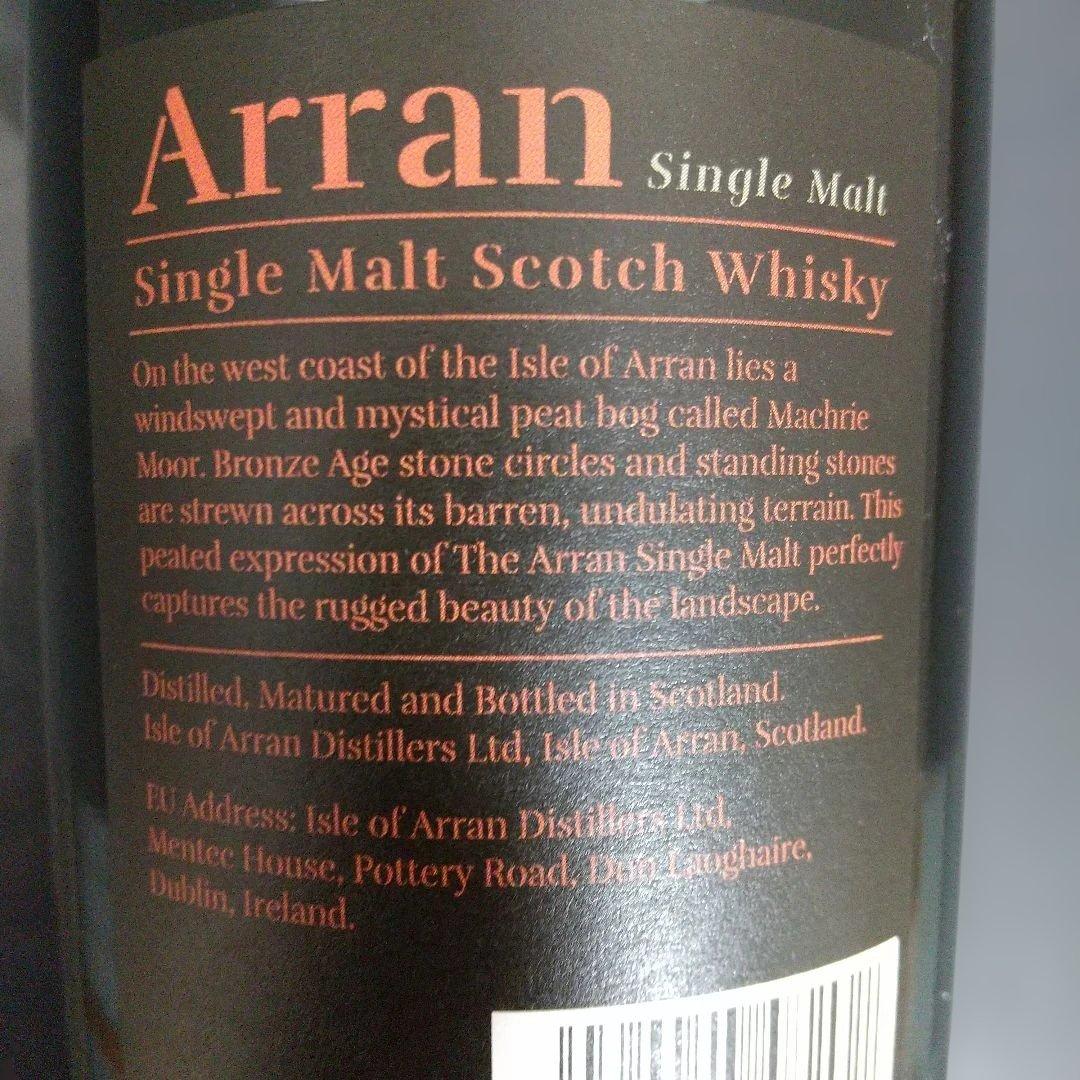 Arran Single Malt
Single Malt Scotch Whisky
On the west coast of the Isle of Arran lies a
windswept and mystical peat bog called Machrie
Moor. Bronze Age stone circles and standing stones
are strewn across its barren, undulating terrain. This
peated expression of The Arran Single Malt perfectly
captures the rugged beauty of the landscape.
Distilled, Matured and Bottled in Scotland.
Isle of Arran Distillers Ltd, Isle of Arran, Scotland.
EU Address: Isle of Arran Distillers Ltd,
Mentec House, Pottery Road, Dun Laoghaire,
Dublin, Ireland.